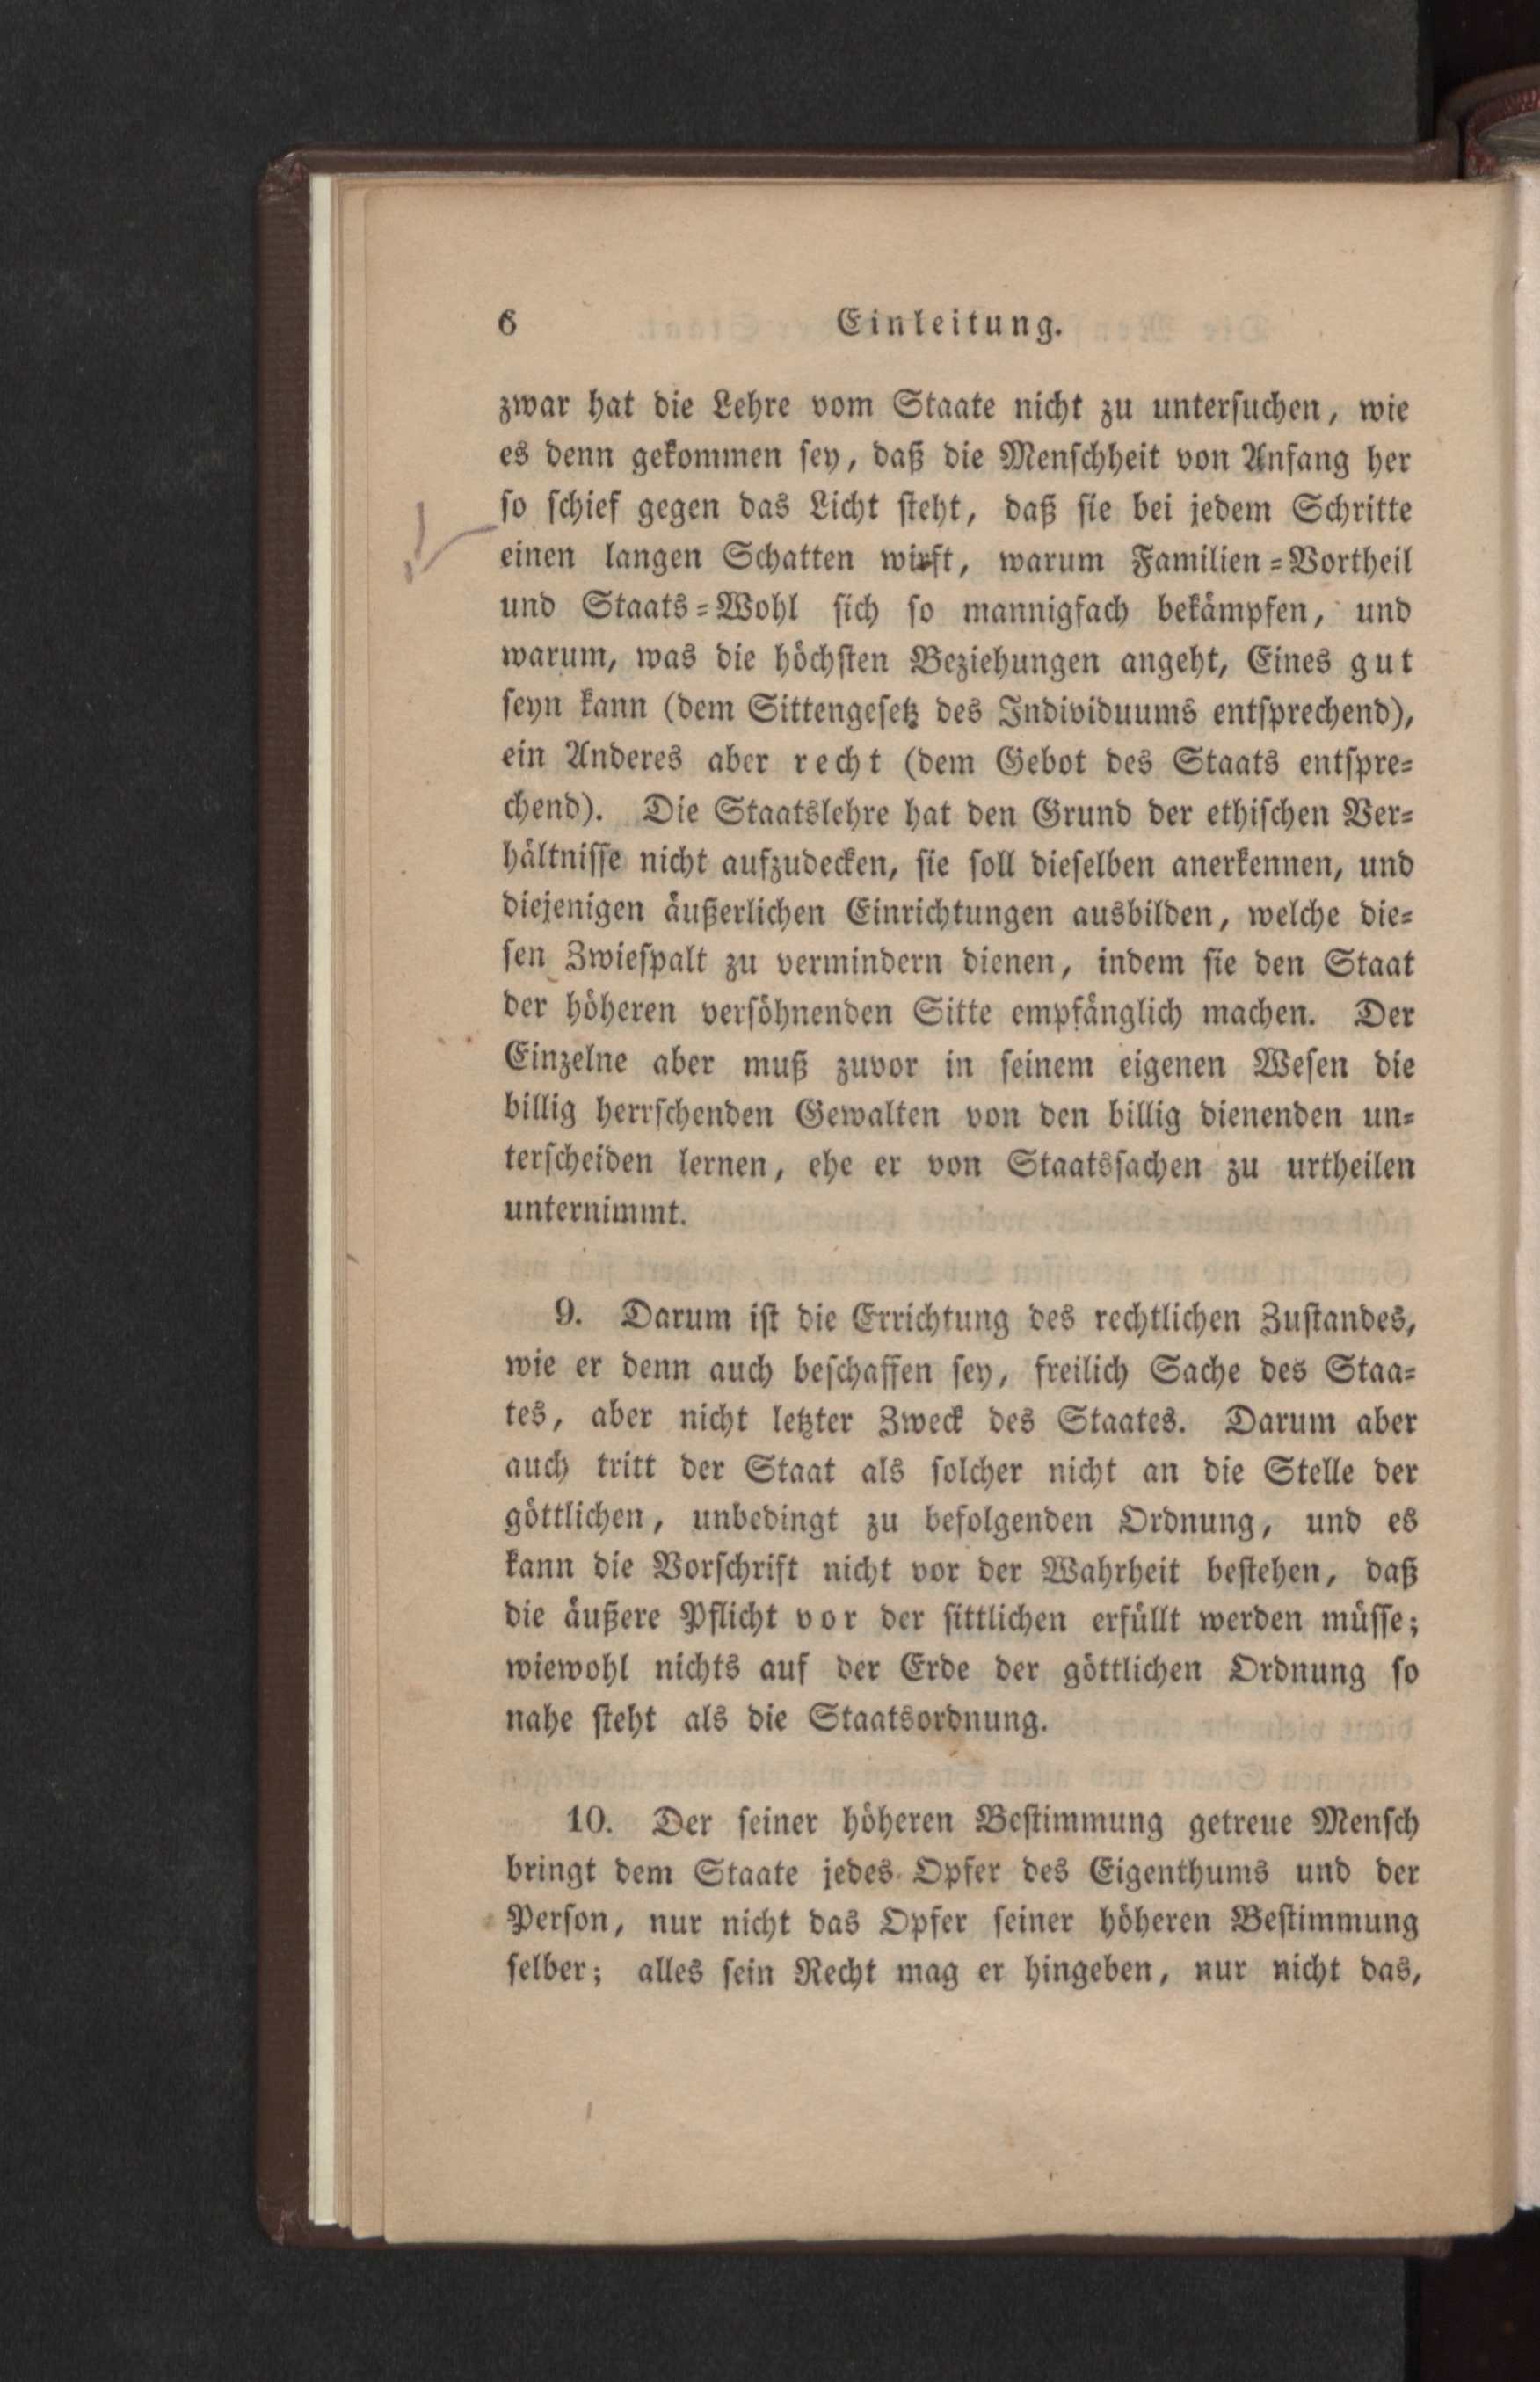 6 Einleitung.
zwar hat die Lehre vom Staate nicht zu untersuchen, wie
es denn gekommen sey, daß die Menschheit von Anfang her
so schief gegen das Licht steht, daß sie bei jedem Schritte
einen langen Schatten wirft, warum Familien-Vortheil
und Staats-Wohl sich so mannigfach bekämpfen, und
warum, was die höchsten Beziehungen angeht, Eines gut
seyn kann (dem Sittengesetz des Individuums entsprechend),
ein Anderes aber recht (dem Gebot des Staats entspre-
chend). Die Staatslehre hat den Grund der ethischen Ver-
hältnisse nicht aufzudecken, sie soll dieselben anerkennen, und
diejenigen äußerlichen Einrichtungen ausbilden, welche die-
sen Zwiespalt zu vermindern dienen, indem sie den Staat
der höheren versöhnenden Sitte empfänglich machen. Der
Einzelne aber muß zuvor in seinem eigenen Wesen die
billig herrschenden Gewalten von den billig dienenden un-
terscheiden lernen, ehe er von Staatssachen zu urtheilen
unternimmt.
9. Darum ist die Errichtung des rechtlichen Zustandes,
wie er denn auch beschaffen sey, freilich Sache des Staa-
tes, aber nicht letzter Zweck des Staates. Darum aber
auch tritt der Staat als solcher nicht an die Stelle der
göttlichen, unbedingt zu befolgenden Ordnung, und es
kann die Vorschrift nicht vor der Wahrheit bestehen, daß
die äußere Pflicht vor der sittlichen erfüllt werden müsse;
wiewohl nichts auf der Erde der göttlichen Ordnung so
nahe steht als die Staatsordnung.
10. Der seiner höheren Bestimmung getreue Mensch
bringt dem Staate jedes Opfer des Eigenthums und der
Person, nur nicht das Opfer seiner höheren Bestimmung
selber; alles sein Recht mag er hingeben, nur nicht das,